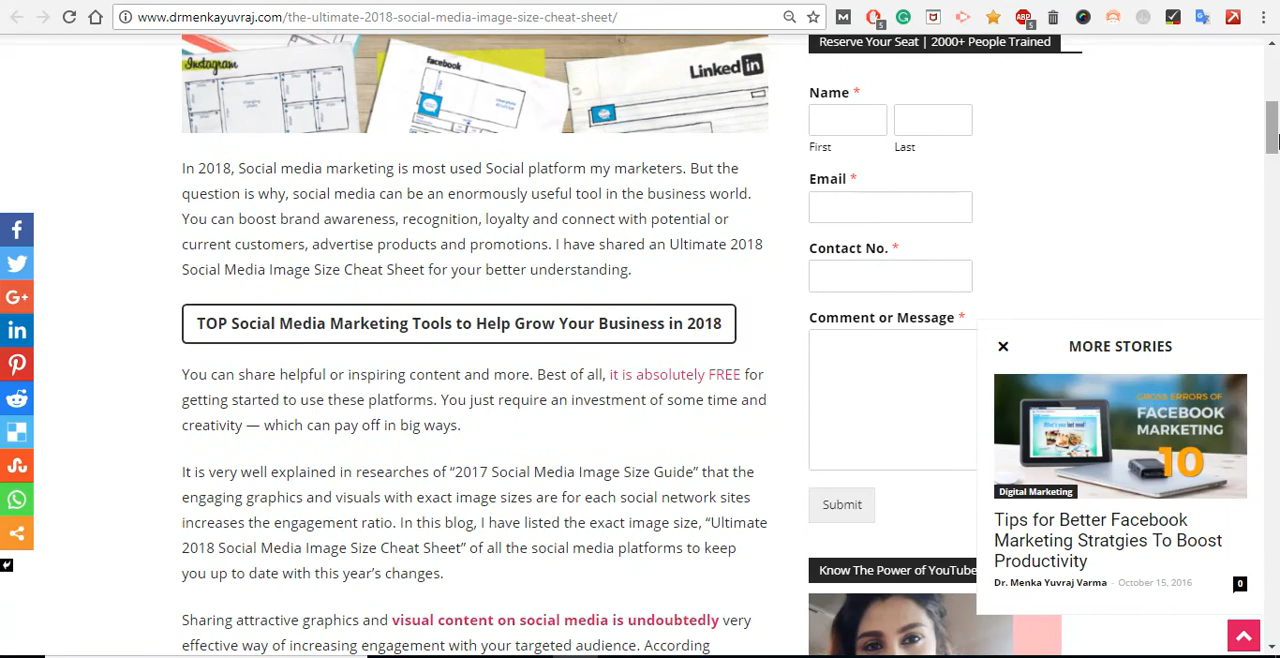 www.drmenkayuvraj.com/the-ultimate-2018-social-media-image-size-cheat-sheet/
5
5
Instagram
facebook
LinkedIn
In 2018, Social media marketing is most used Social platform my marketers. But the
question is why, social media can be an enormously useful tool in the business world.
You can boost brand awareness, recognition, loyalty and connect with potential or
current customers, advertise products and promotions. I have shared an Ultimate 2018
Social Media Image Size Cheat Sheet for your better understanding.
TOP Social Media Marketing Tools to Help Grow Your Business in 2018
You can share helpful or inspiring content and more. Best of all, it is absolutely FREE for
getting started to use these platforms. You just require an investment of some time and
creativity — which can pay off in big ways.
It is very well explained in researches of “2017 Social Media Image Size Guide” that the
engaging graphics and visuals with exact image sizes are for each social network sites
increases the engagement ratio. In this blog, I have listed the exact image size, “Ultimate
2018 Social Media Image Size Cheat Sheet” of all the social media platforms to keep
you up to date with this year’s changes.
Sharing attractive graphics and visual content on social media is undoubtedly very
effective way of increasing engagement with your targeted audience. According
Reserve Your Seat | 2000+ People Trained
Name *
First Last
Email *
Contact No. *
Comment or Message *
Submit
Know The Power of YouTube
MORE STORIES
GROSS ERRORS OF
FACEBOOK
MARKETING
10
Digital Marketing
Tips for Better Facebook
Marketing Stratgies To Boost
Productivity
Dr. Menka Yuvraj Varma - October 15, 2016 0